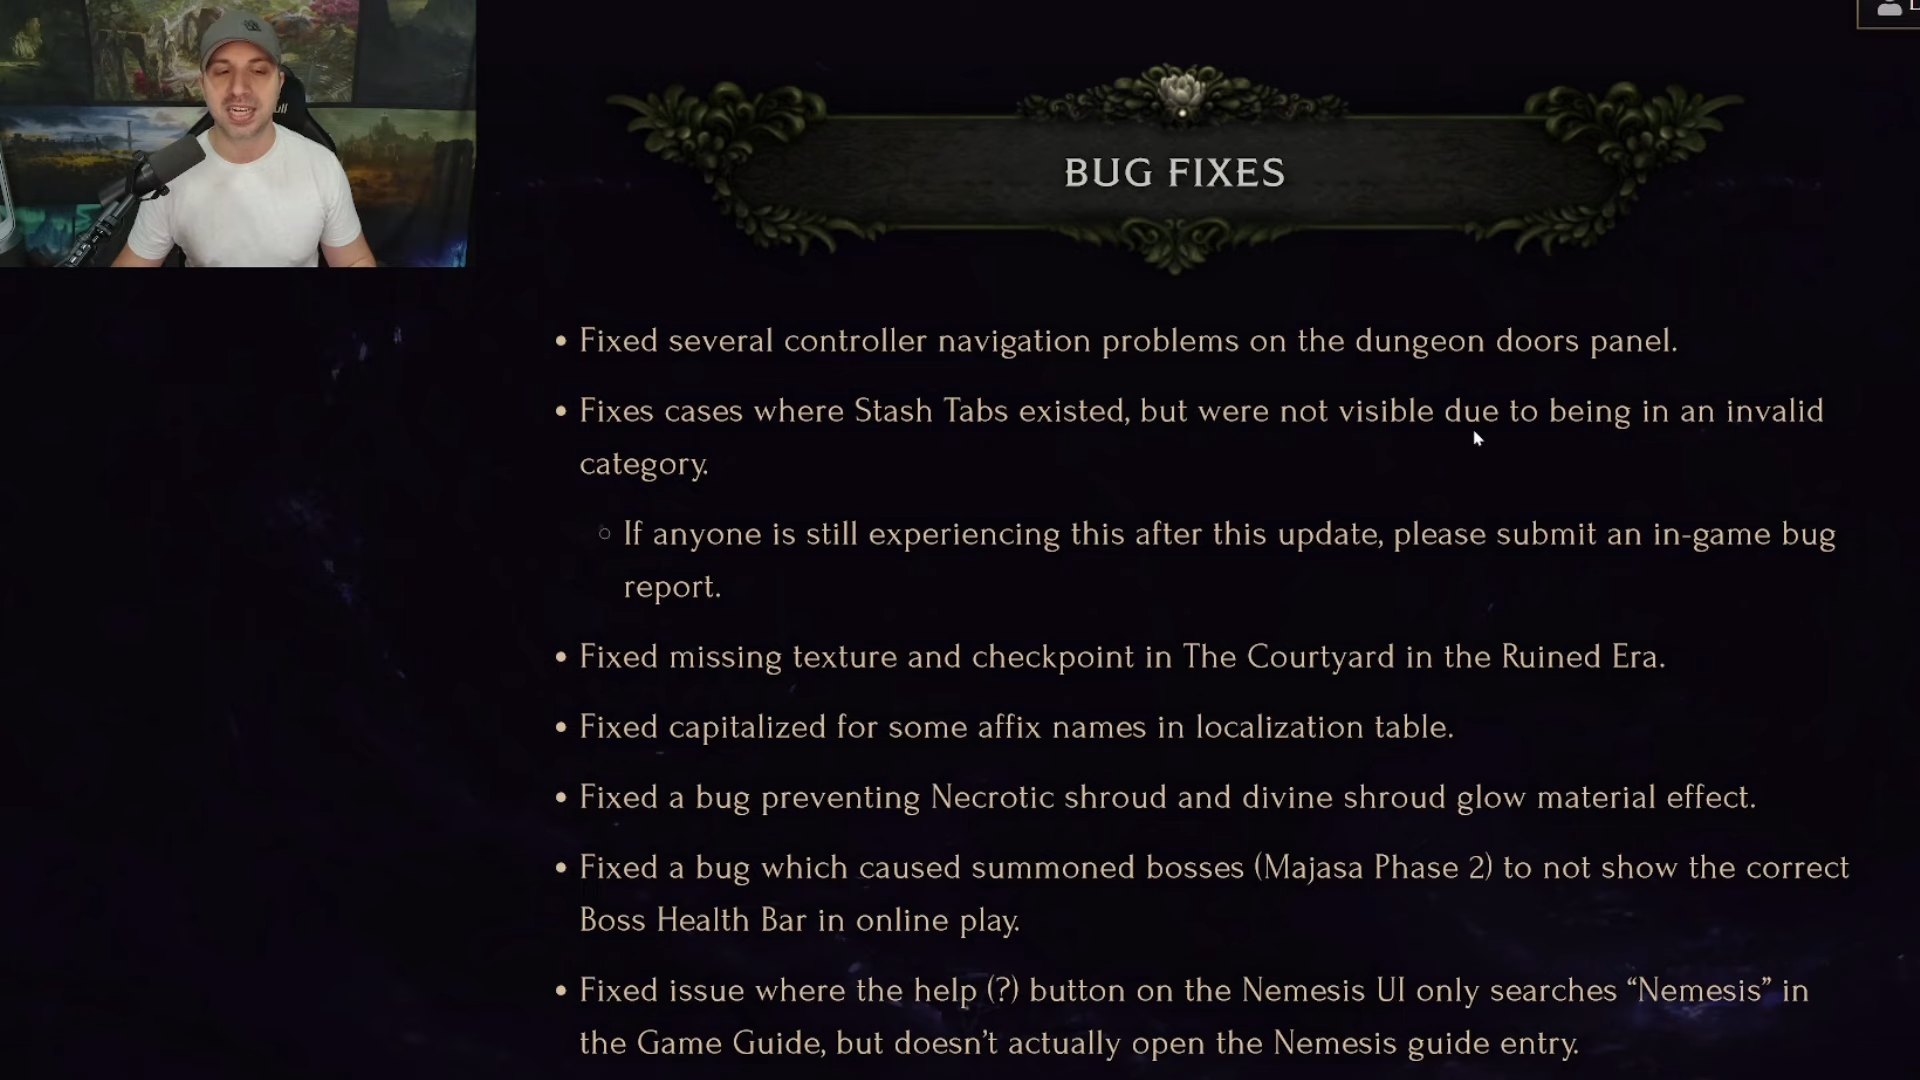 BUG FIXES
• Fixed several controller navigation problems on the dungeon doors panel.
• Fixes cases where Stash Tabs existed, but were not visible due to being in an invalid
category.
○ If anyone is still experiencing this after this update, please submit an in-game bug
report.
• Fixed missing texture and checkpoint in The Courtyard in the Ruined Era.
• Fixed capitalized for some affix names in localization table.
• Fixed a bug preventing Necrotic shroud and divine shroud glow material effect.
• Fixed a bug which caused summoned bosses (Majasa Phase 2) to not show the correct
Boss Health Bar in online play.
• Fixed issue where the help (?) button on the Nemesis UI only searches “Nemesis” in
the Game Guide, but doesn’t actually open the Nemesis guide entry.